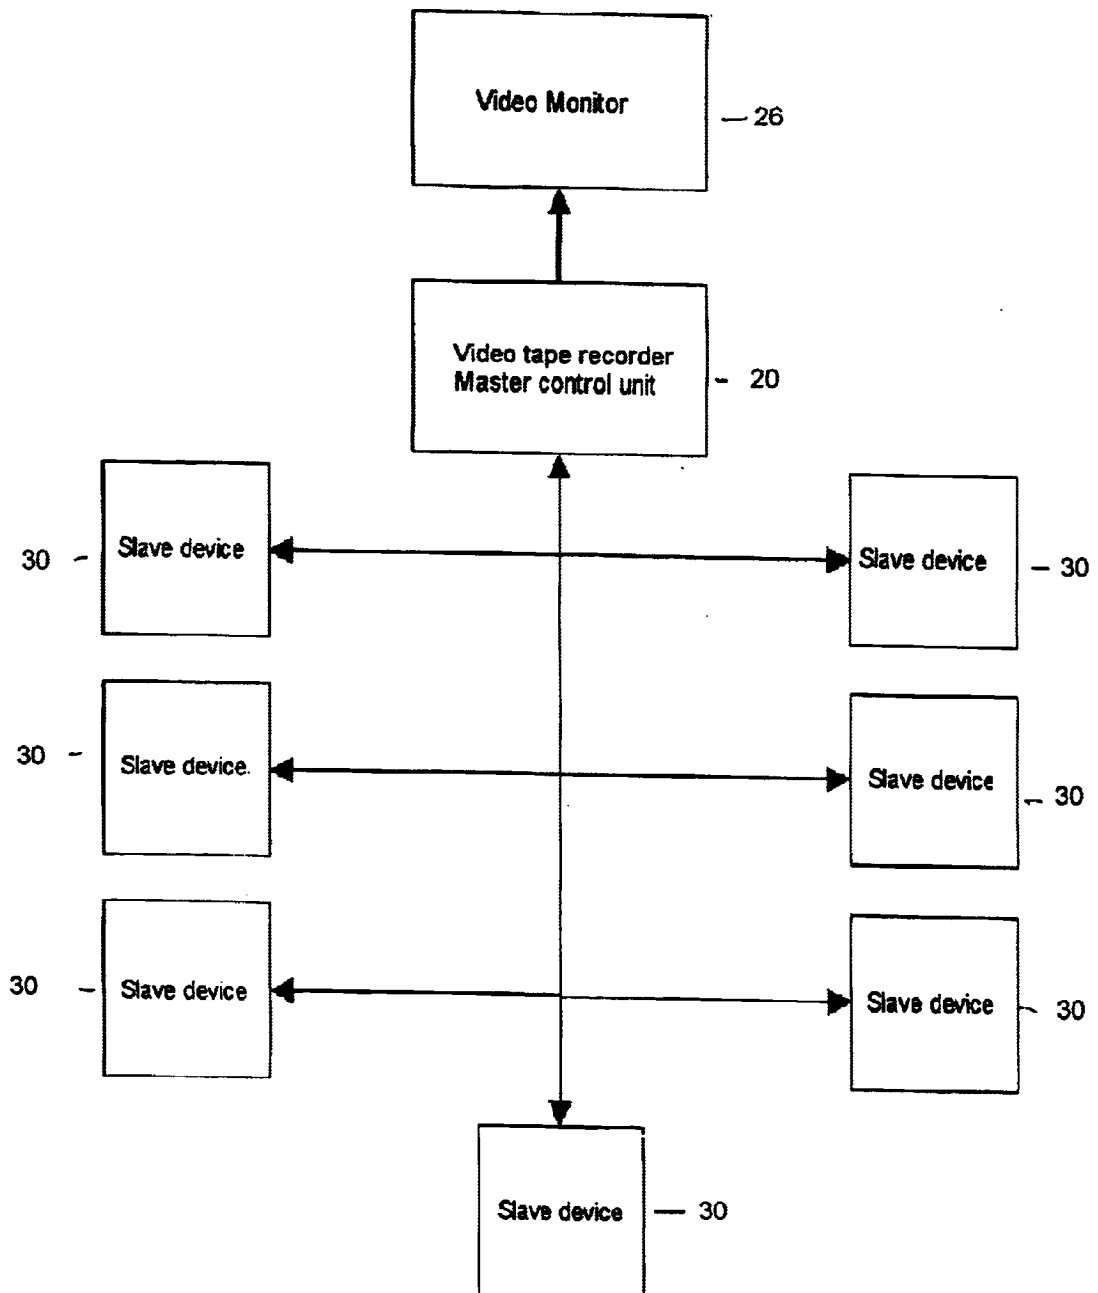 Video Monitor
26
Video tape recorder
Master control unit
20
30
Slave device
Slave device
30
30
Slave device
Slave device
30
30
Slave device
Slave device
30
Slave device
30